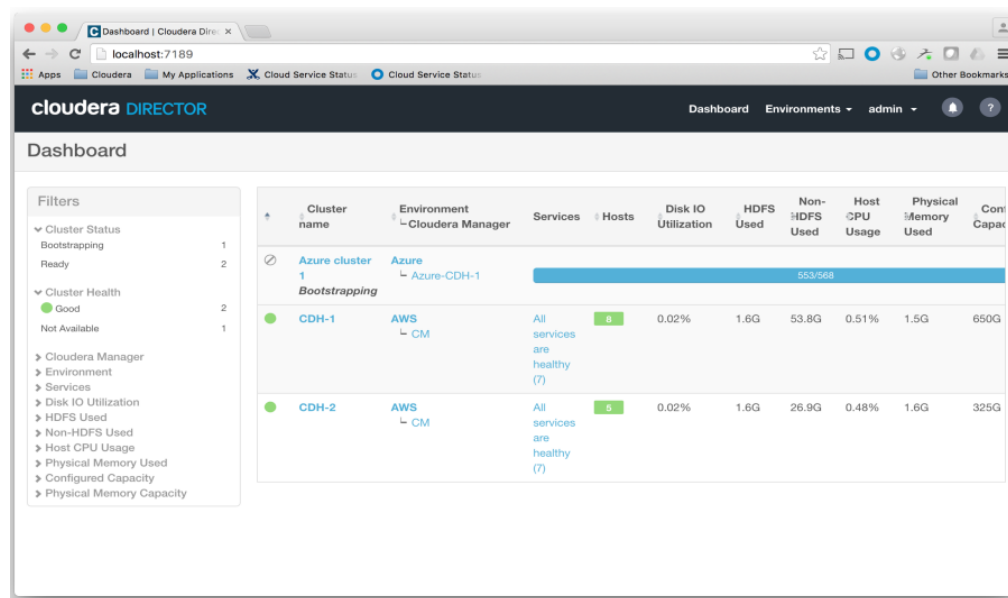 Dashboard | Cloudera Direc ×
localhost:7189
Apps Cloudera My Applications Cloud Service Status Cloud Service Status Other Bookmarks
cloudera DIRECTOR Dashboard Environments admin ?
Dashboard
Filters
Cluster Status
Bootstrapping 1
Ready 2
Cluster Health
Good 2
Not Available 1
Cloudera Manager
Environment
Services
Disk IO Utilization
HDFS Used
Non-HDFS Used
Host CPU Usage
Physical Memory Used
Configured Capacity
Physical Memory Capacity
Cluster name
Environment
Cloudera Manager
Services
Hosts
Disk IO Utilization
HDFS Used
Non-HDFS Used
Host CPU Usage
Physical Memory Used
Azure cluster 1
Bootstrapping
Azure
Azure-CDH-1
553/568
CDH-1
AWS
CM
All services are healthy (7)
8
0.02%
1.6G
53.8G
0.51%
1.5G
650G
CDH-2
AWS
CM
All services are healthy (7)
5
0.02%
1.6G
26.9G
0.48%
1.6G
325G